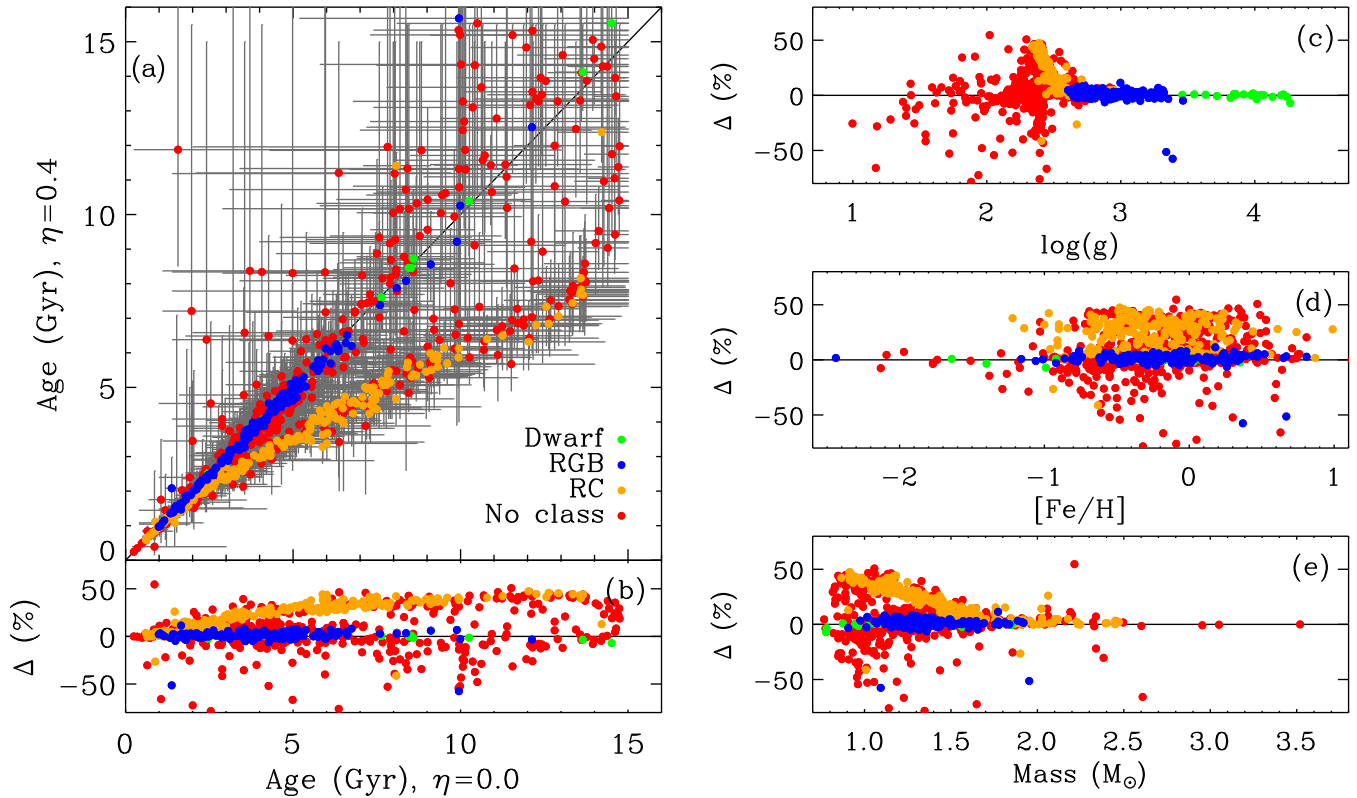 (a)
15
10
5
0
Age (Gyr), η=0.4
Dwarf
RGB
RC
No class
(b)
50
0
−50
Δ (%)
0 5 10 15
Age (Gyr), η=0.0
(c)
50
0
−50
Δ (%)
1 2 3 4
log(g)
(d)
50
0
−50
Δ (%)
−2 −1 0 1
[Fe/H]
(e)
50
0
−50
Δ (%)
1.0 1.5 2.0 2.5 3.0 3.5
Mass (M⊙)